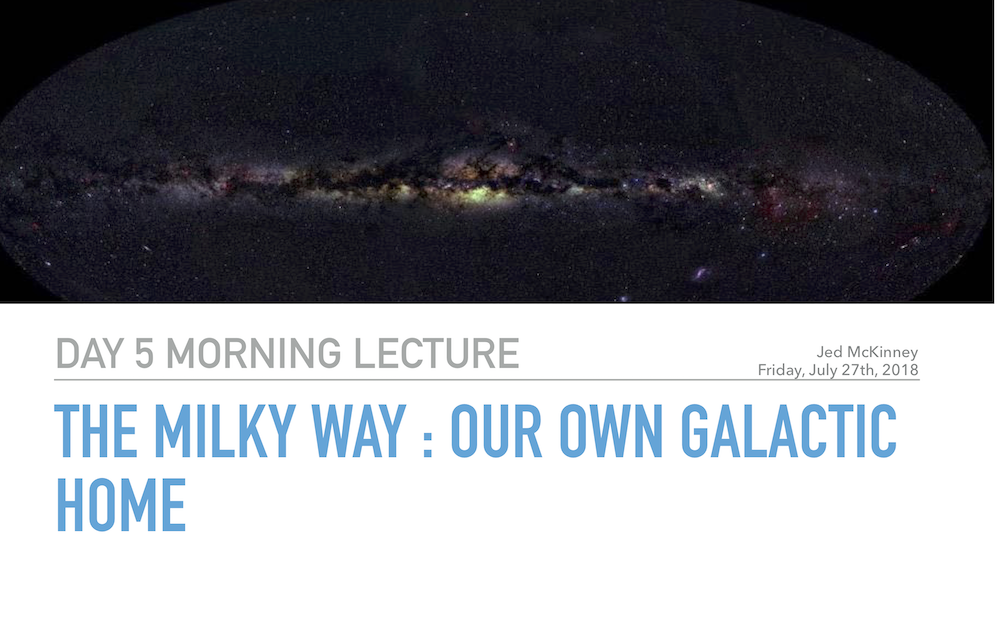 DAY 5 MORNING LECTURE
Jed McKinney
Friday, July 27th, 2018
THE MILKY WAY : OUR OWN GALACTIC
HOME